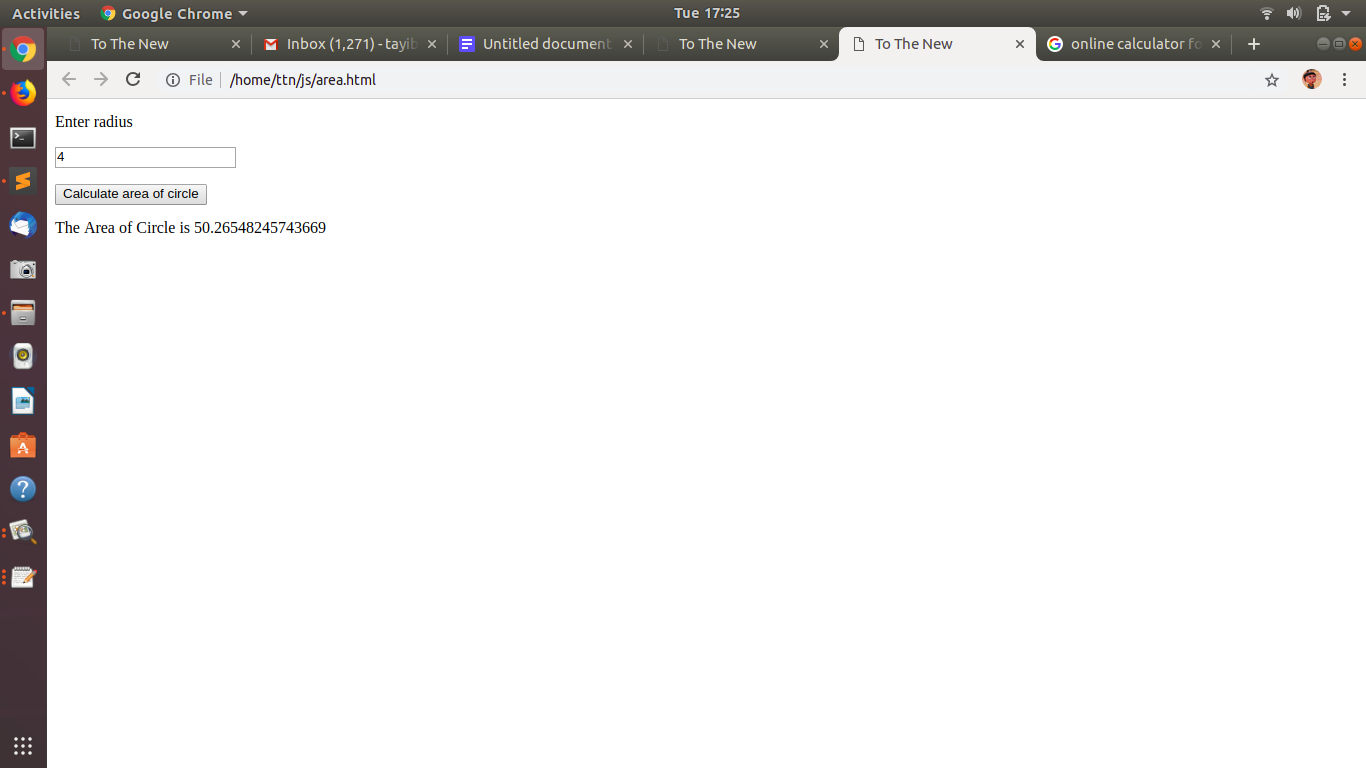 Activities Google Chrome Tue 17:25
To The New Inbox (1,271) - tayib Untitled document To The New To The New online calculator fo
File /home/ttn/js/area.html
Enter radius
4
Calculate area of circle
The Area of Circle is 50.26548245743669